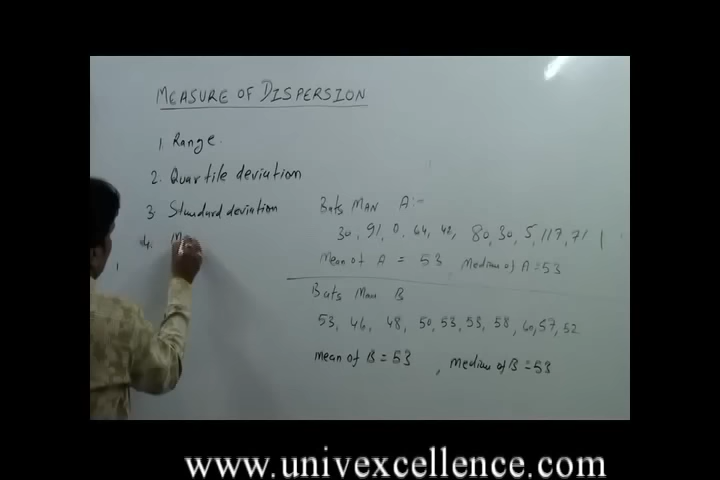 MEASURE OF DISPERSION
1. Range.
2. Quartile deviation
3. Standard deviation
4. M
Bats MAN A:-
30, 91, 0, 64, 48, 80, 30, 5, 117, 71
Mean of A = 53, Median of A = 53
Bats Man B
53, 46, 48, 50, 53, 53, 58, 60, 57, 52
Mean of B = 53, Median of B = 53
www.univexcellence.com